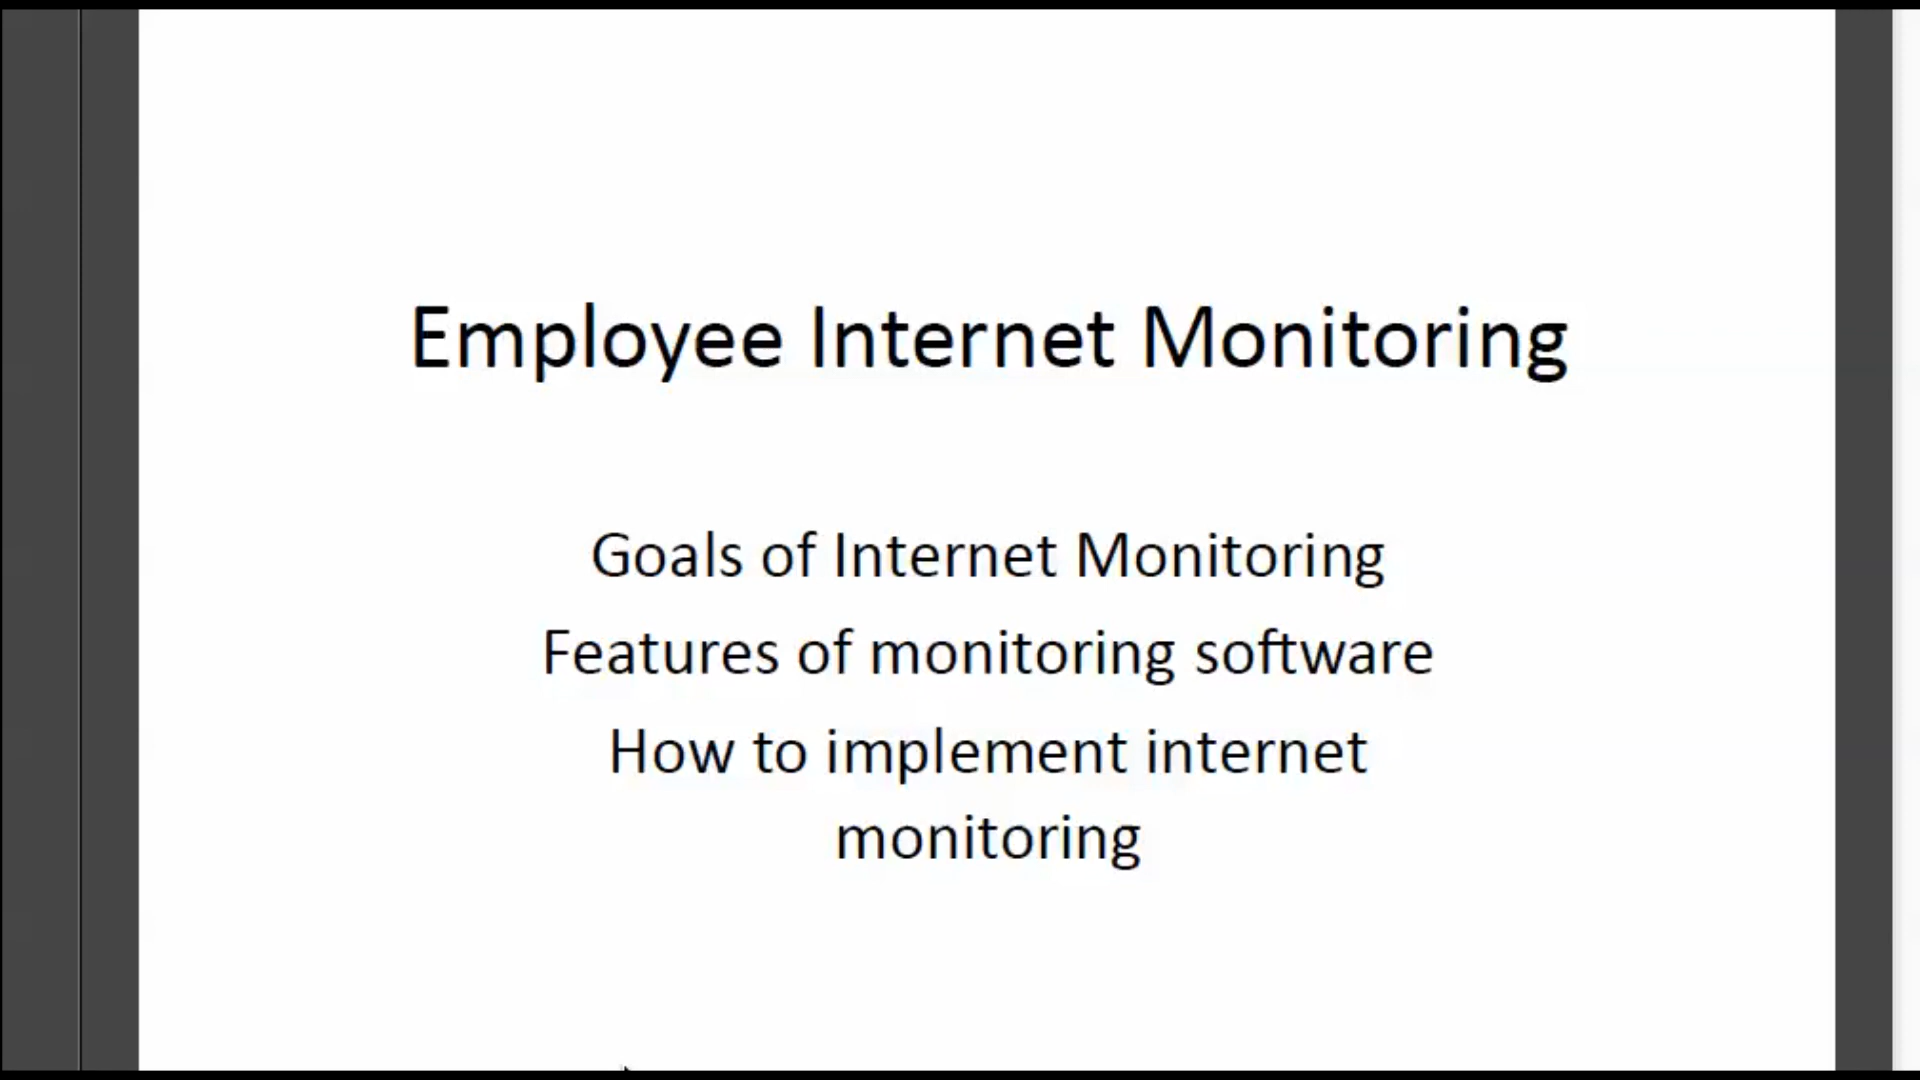 Employee Internet Monitoring
Goals of Internet Monitoring
Features of monitoring software
How to implement internet
monitoring